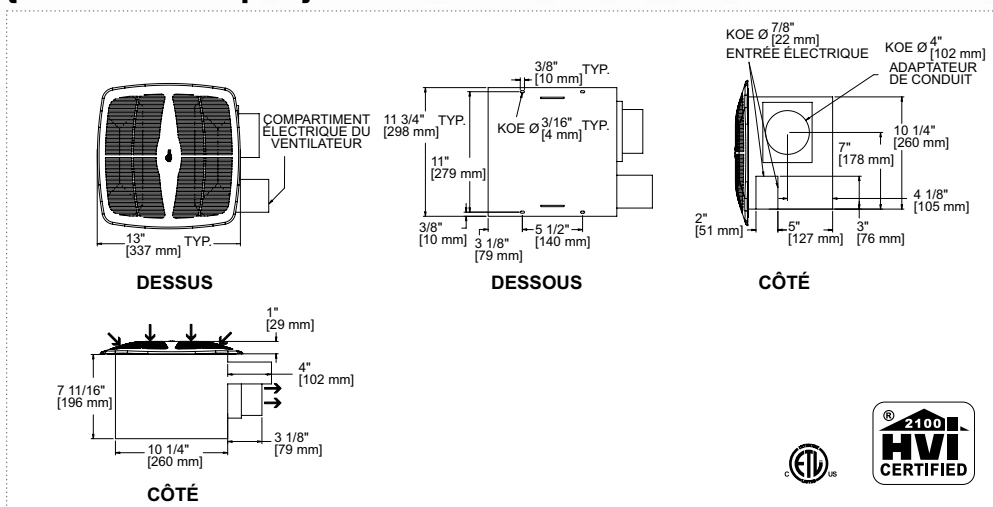 COMPARTIMENT
ÉLECTRIQUE DU
VENTILATEUR
13"
[337 mm]
TYP.
DESSUS
3/8"
[10 mm]
TYP.
11 3/4"
[298 mm]
TYP.
KOE Ø 3/16"
[4 mm]
TYP.
11"
[279 mm]
3/8"
[10 mm]
3 1/8"
[79 mm]
5 1/2"
[140 mm]
DESSOUS
KOE Ø 7/8"
[22 mm]
ENTRÉE ÉLECTRIQUE
KOE Ø 4"
[102 mm]
ADAPTATEUR
DE CONDUIT
10 1/4"
[260 mm]
7"
[178 mm]
4 1/8"
[105 mm]
2"
[51 mm]
5"
[127 mm]
3"
[76 mm]
CÔTÉ
1"
[29 mm]
4"
[102 mm]
7 11/16"
[196 mm]
10 1/4"
[260 mm]
3 1/8"
[79 mm]
CÔTÉ
C ETL US
®
2100
HVI
CERTIFIED